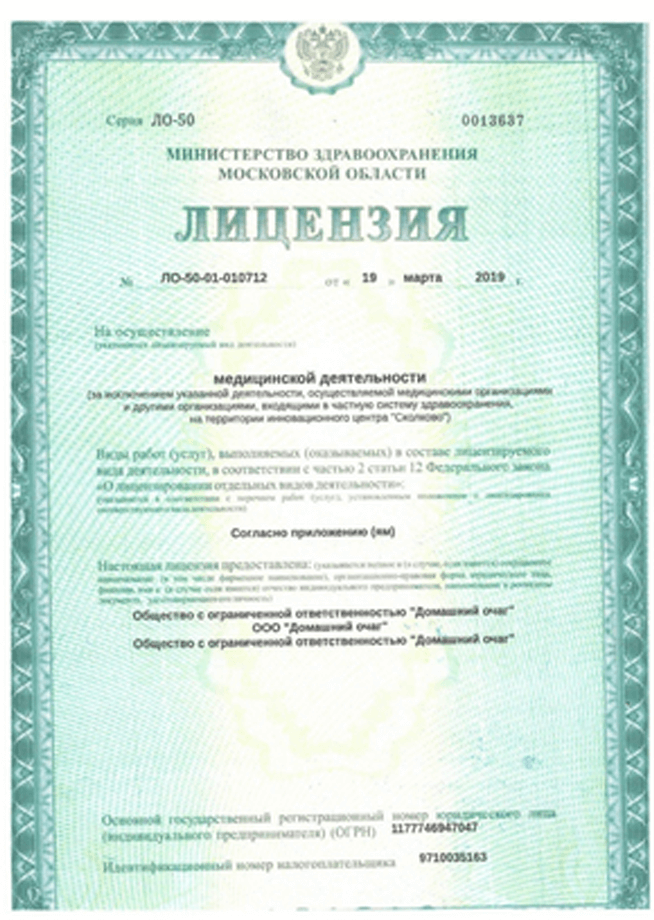 Серия ЛО-50
0013637
МИНИСТЕРСТВО ЗДРАВООХРАНЕНИЯ
МОСКОВСКОЙ ОБЛАСТИ
ЛИЦЕНЗИЯ
№ ЛО-50-01-010712 от « 19 » марта 2019 г.
На осуществление
(указывается лицензируемый вид деятельности)
медицинской деятельности
(за исключением указанной деятельности, осуществляемой медицинскими организациями
и другими организациями, входящими в частную систему здравоохранения,
на территории инновационного центра "Сколково")
Виды работ (услуг), выполняемых (оказываемых) в составе лицензируемого
вида деятельности, в соответствии с частью 2 статьи 12 Федерального закона
«О лицензировании отдельных видов деятельности»:
(указываются в соответствии с перечнем работ (услуг), установленным положением о лицензировании
соответствующего вида деятельности)
Согласно приложению (ям)
Настоящая лицензия предоставлена: (указывается полное и (в случае, если имеется) сокращенное
наименование (в том числе фирменное наименование), организационно-правовая форма юридического лица,
фамилия, имя и (в случае если имеется) отчество индивидуального предпринимателя, наименование и реквизиты
документа, удостоверяющего его личность)
Общество с ограниченной ответственностью "Домашний очаг"
ООО "Домашний очаг"
Общество с ограниченной ответственностью "Домашний очаг"
Основной государственный регистрационный номер юридического лица
(индивидуального предпринимателя) (ОГРН) 1177746947047
Идентификационный номер налогоплательщика 9710035163